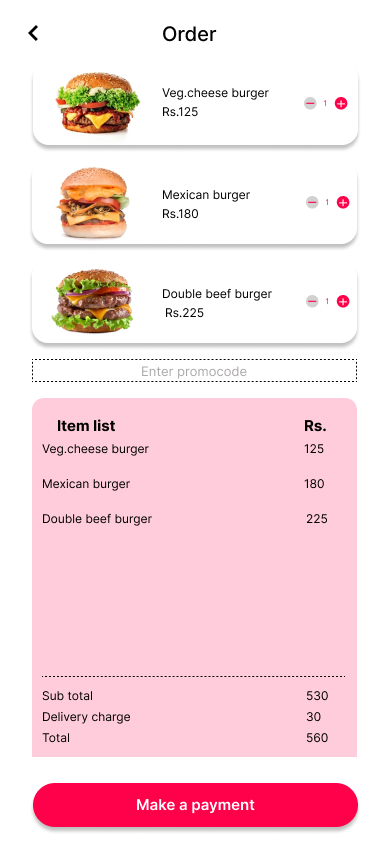 Order
Veg.cheese burger
Rs.125
1
Mexican burger
Rs.180
1
Double beef burger
Rs.225
1
Enter promocode
Item list Rs.
Veg.cheese burger 125
Mexican burger 180
Double beef burger 225
Sub total 530
Delivery charge 30
Total 560
Make a payment